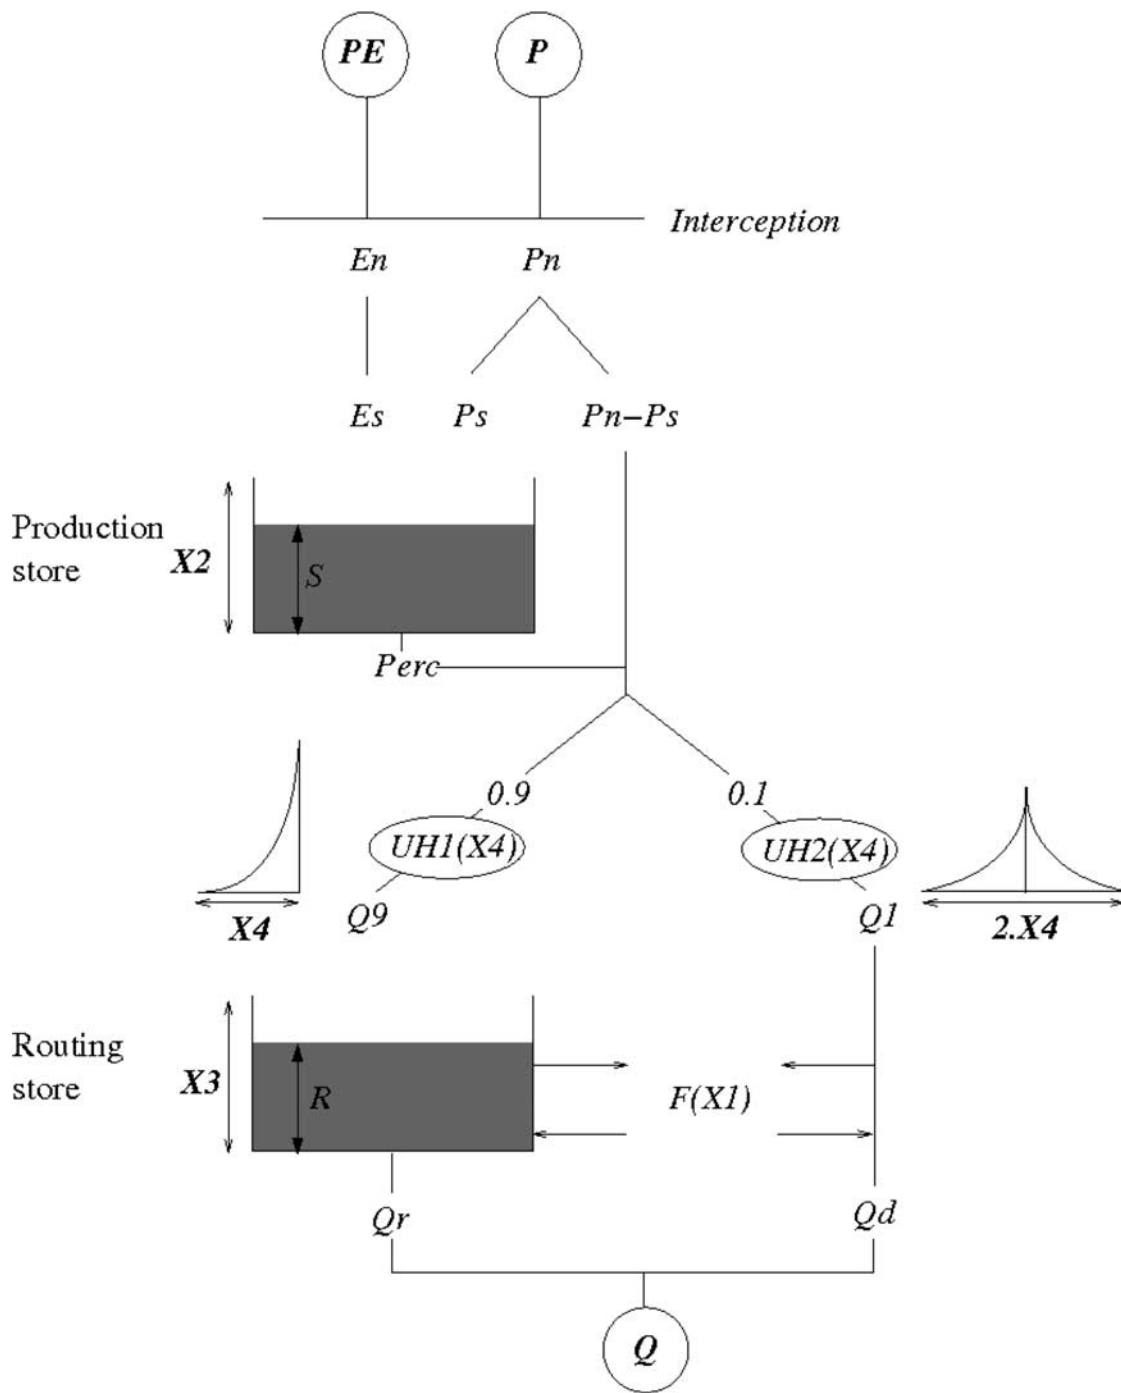 PE
P
Interception
En
Pn
Es
Ps
Pn–Ps
Production
store
X2
S
Perc
0.9
0.1
UH1(X4)
UH2(X4)
X4
Q9
Q1
2.X4
Routing
store
X3
R
F(X1)
Qr
Qd
Q